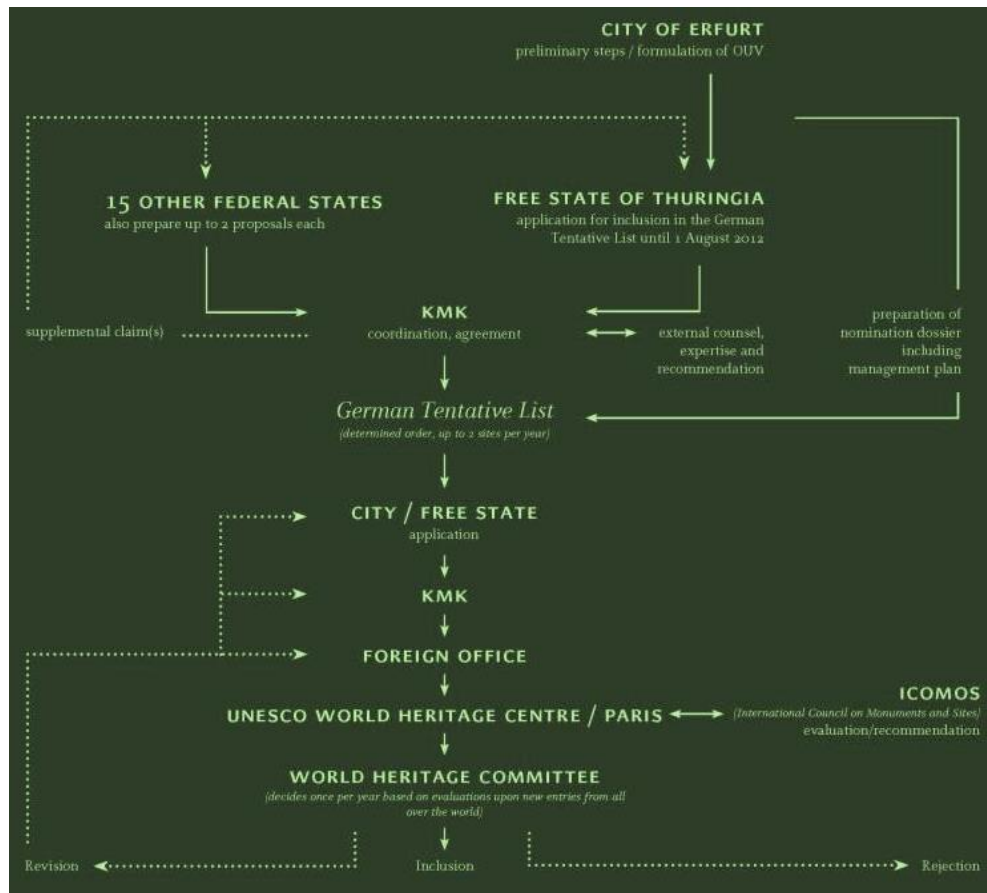 CITY OF ERFURT
preliminary steps / formulation of OUV
15 OTHER FEDERAL STATES
also prepare up to 2 proposals each
FREE STATE OF THURINGIA
application for inclusion in the German
Tentative List until 1 August 2012
KMK
coordination, agreement
supplemental claim(s)
external counsel,
expertise and
recommendation
preparation of
nomination dossier
including
management plan
German Tentative List
(determined order, up to 2 sites per year)
CITY / FREE STATE
application
KMK
FOREIGN OFFICE
UNESCO WORLD HERITAGE CENTRE / PARIS
ICOMOS
(International Council on Monuments and Sites)
evaluation/recommendation
WORLD HERITAGE COMMITTEE
(decides once per year based on evaluations upon new entries from all
over the world)
Revision
Inclusion
Rejection